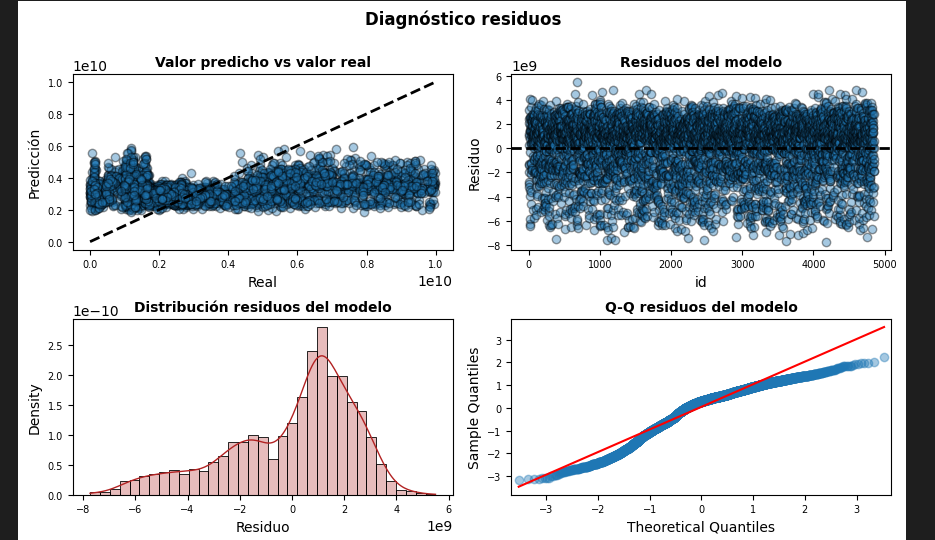 Diagnóstico residuos
Valor predicho vs valor real
1e10
Predicción
1.0
0.8
0.6
0.4
0.2
0.0
0.0 0.2 0.4 0.6 0.8 1.0
Real
1e10
Residuos del modelo
1e9
Residuo
6
4
2
0
−2
−4
−6
−8
0 1000 2000 3000 4000 5000
id
Distribución residuos del modelo
1e−10
Density
2.5
2.0
1.5
1.0
0.5
0.0
−8 −6 −4 −2 0 2 4 6
Residuo
1e9
Q-Q residuos del modelo
Sample Quantiles
3
2
1
0
−1
−2
−3
−3 −2 −1 0 1 2 3
Theoretical Quantiles